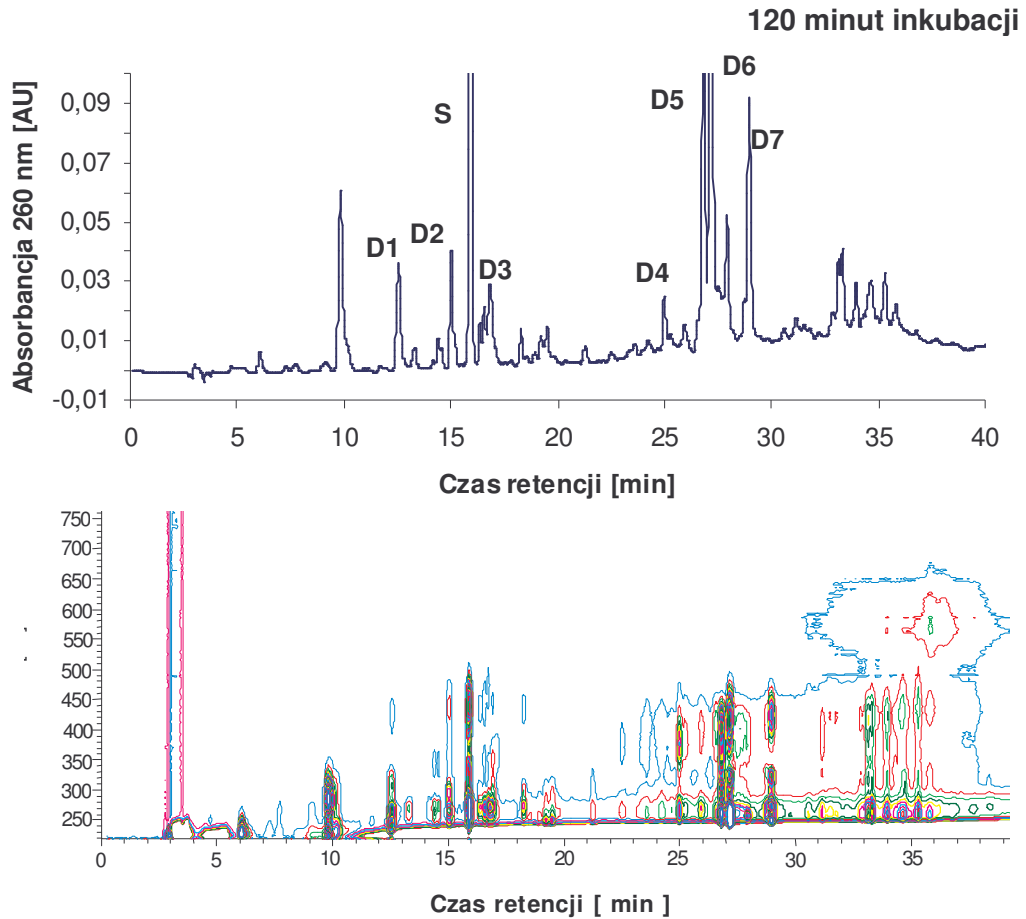 120 minut inkubacji
Absorbancja 260 nm [AU]
0,09
0,07
0,05
0,03
0,01
-0,01
S
D1
D2
D3
D4
D5
D6
D7
0 5 10 15 20 25 30 35 40
Czas retencji [min]
750
700
650
600
550
500
450
400
350
300
250
0 5 10 15 20 25 30 35
Czas retencji [ min ]